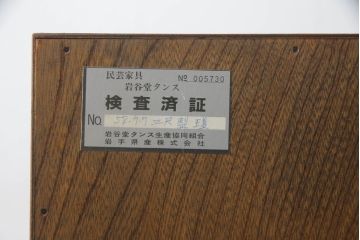 民芸家具 No 005730
岩谷堂タンス
検査済証
No.
岩谷堂タンス生産協同組合
岩手県産株式会社